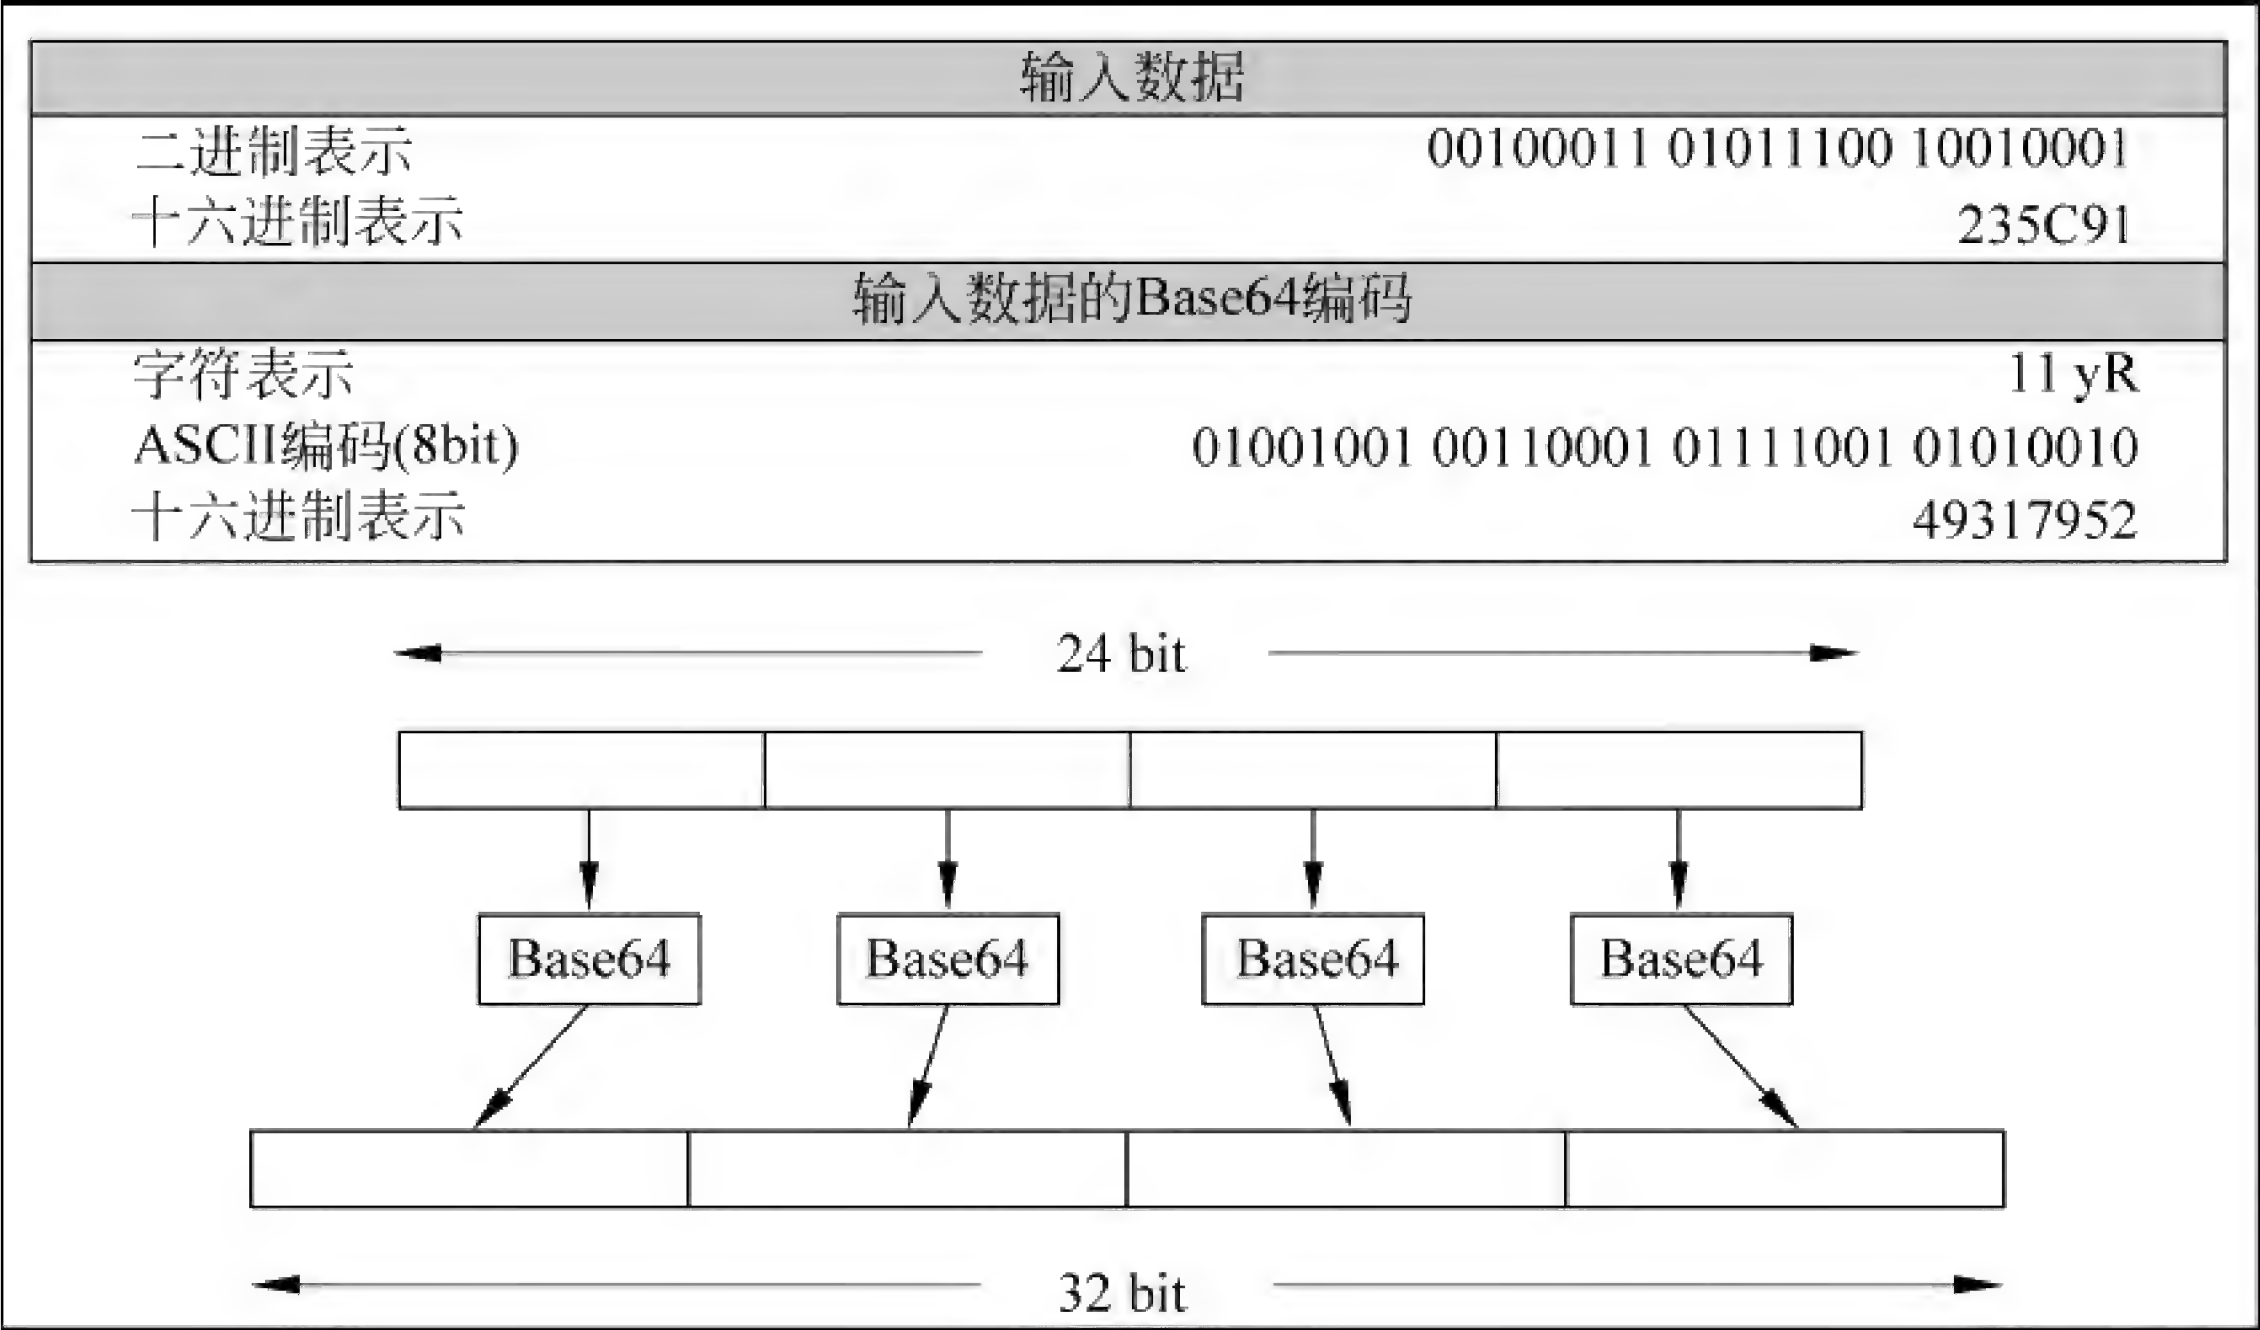 输入数据
二进制表示 00100011 01011100 10010001
十六进制表示 235C91
输入数据的Base64编码
字符表示 11 yR
ASCII编码(8bit) 01001001 00110001 01111001 01010010
十六进制表示 49317952
24 bit
Base64 Base64 Base64 Base64
32 bit